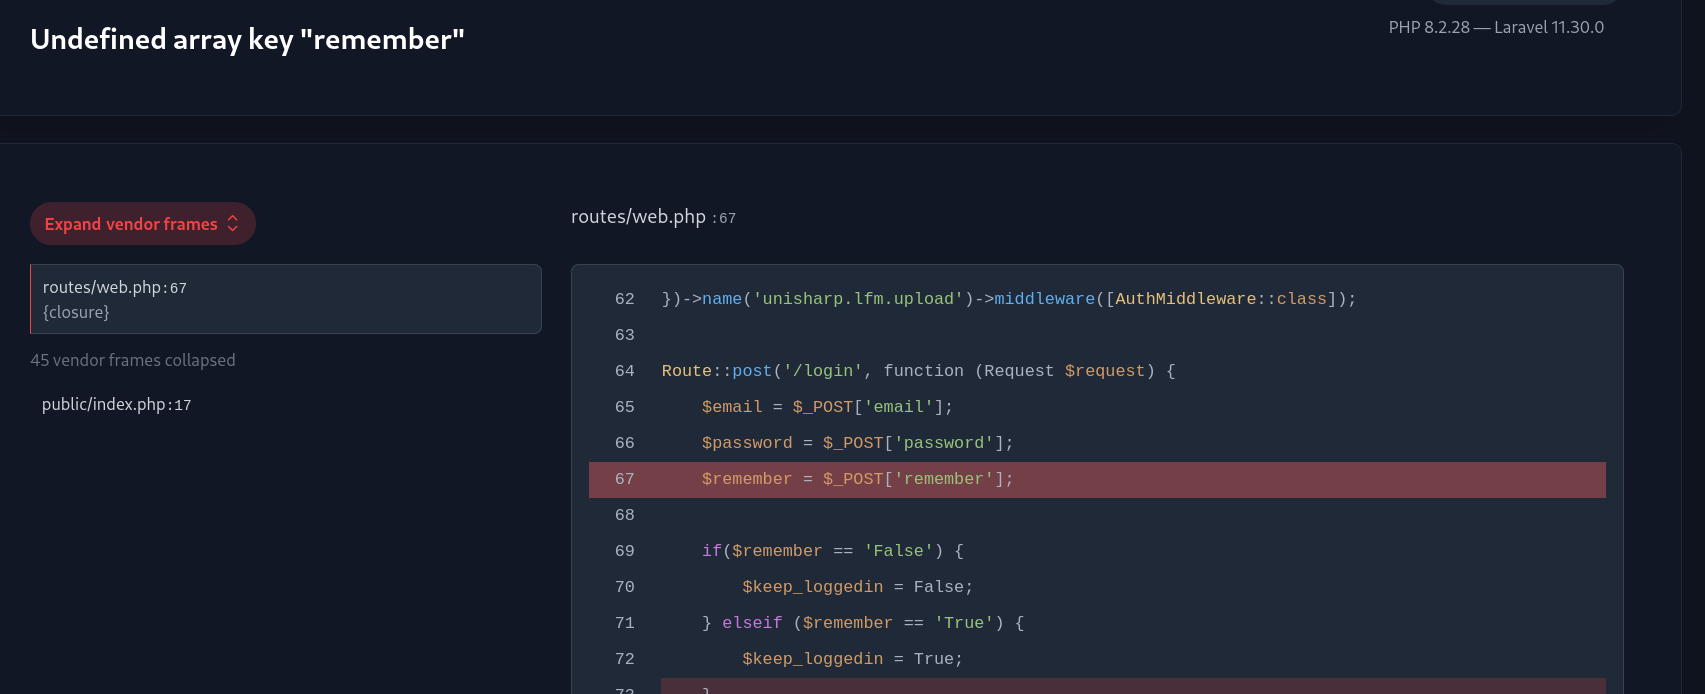 Undefined array key "remember"
PHP 8.2.28 — Laravel 11.30.0
Expand vendor frames
routes/web.php:67
{closure}
45 vendor frames collapsed
public/index.php:17
routes/web.php :67
62 })->name('unisharp.lfm.upload')->middleware([AuthMiddleware::class]);
63
64 Route::post('/login', function (Request $request) {
65     $email = $_POST['email'];
66     $password = $_POST['password'];
67     $remember = $_POST['remember'];
68
69     if($remember == 'False') {
70         $keep_loggedin = False;
71     } elseif ($remember == 'True') {
72         $keep_loggedin = True;
73     }